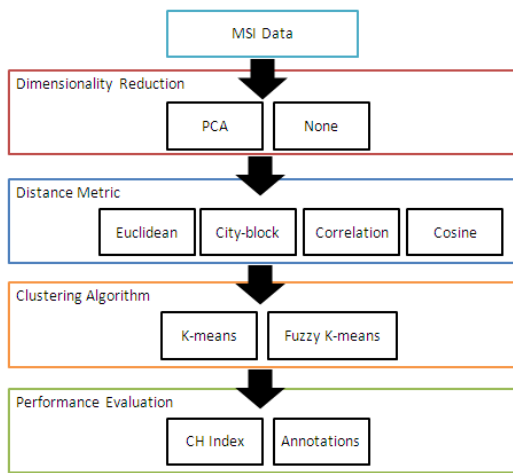 MSI Data
Dimensionality Reduction
PCA
None
Distance Metric
Euclidean
City-block
Correlation
Cosine
Clustering Algorithm
K-means
Fuzzy K-means
Performance Evaluation
CH Index
Annotations